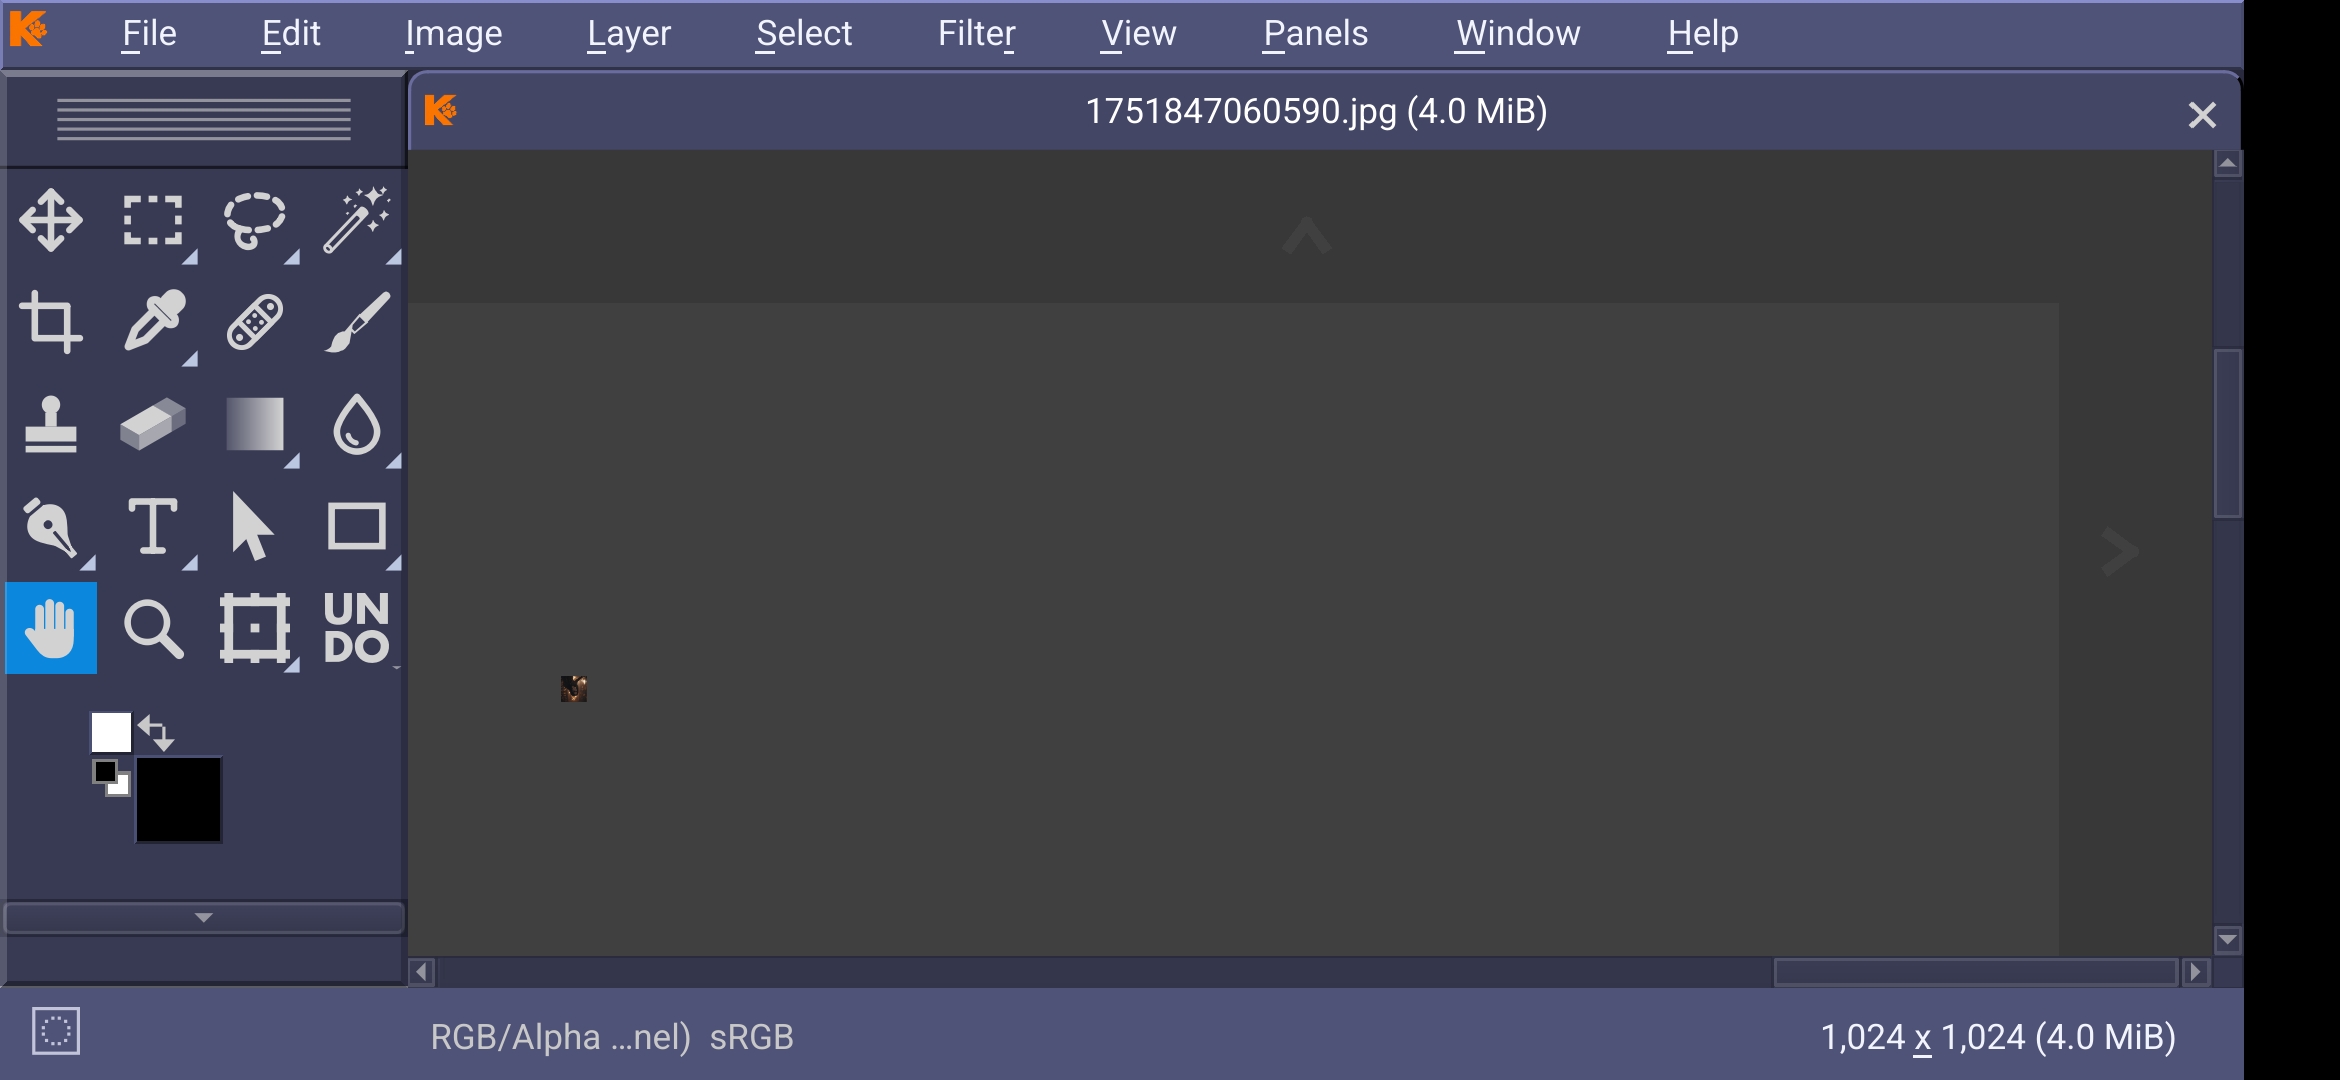 File Edit Image Layer Select Filter View Panels Window Help
1751847060590.jpg (4.0 MiB)
T
UN
DO
RGB/Alpha ...nel) sRGB
1,024 x 1,024 (4.0 MiB)